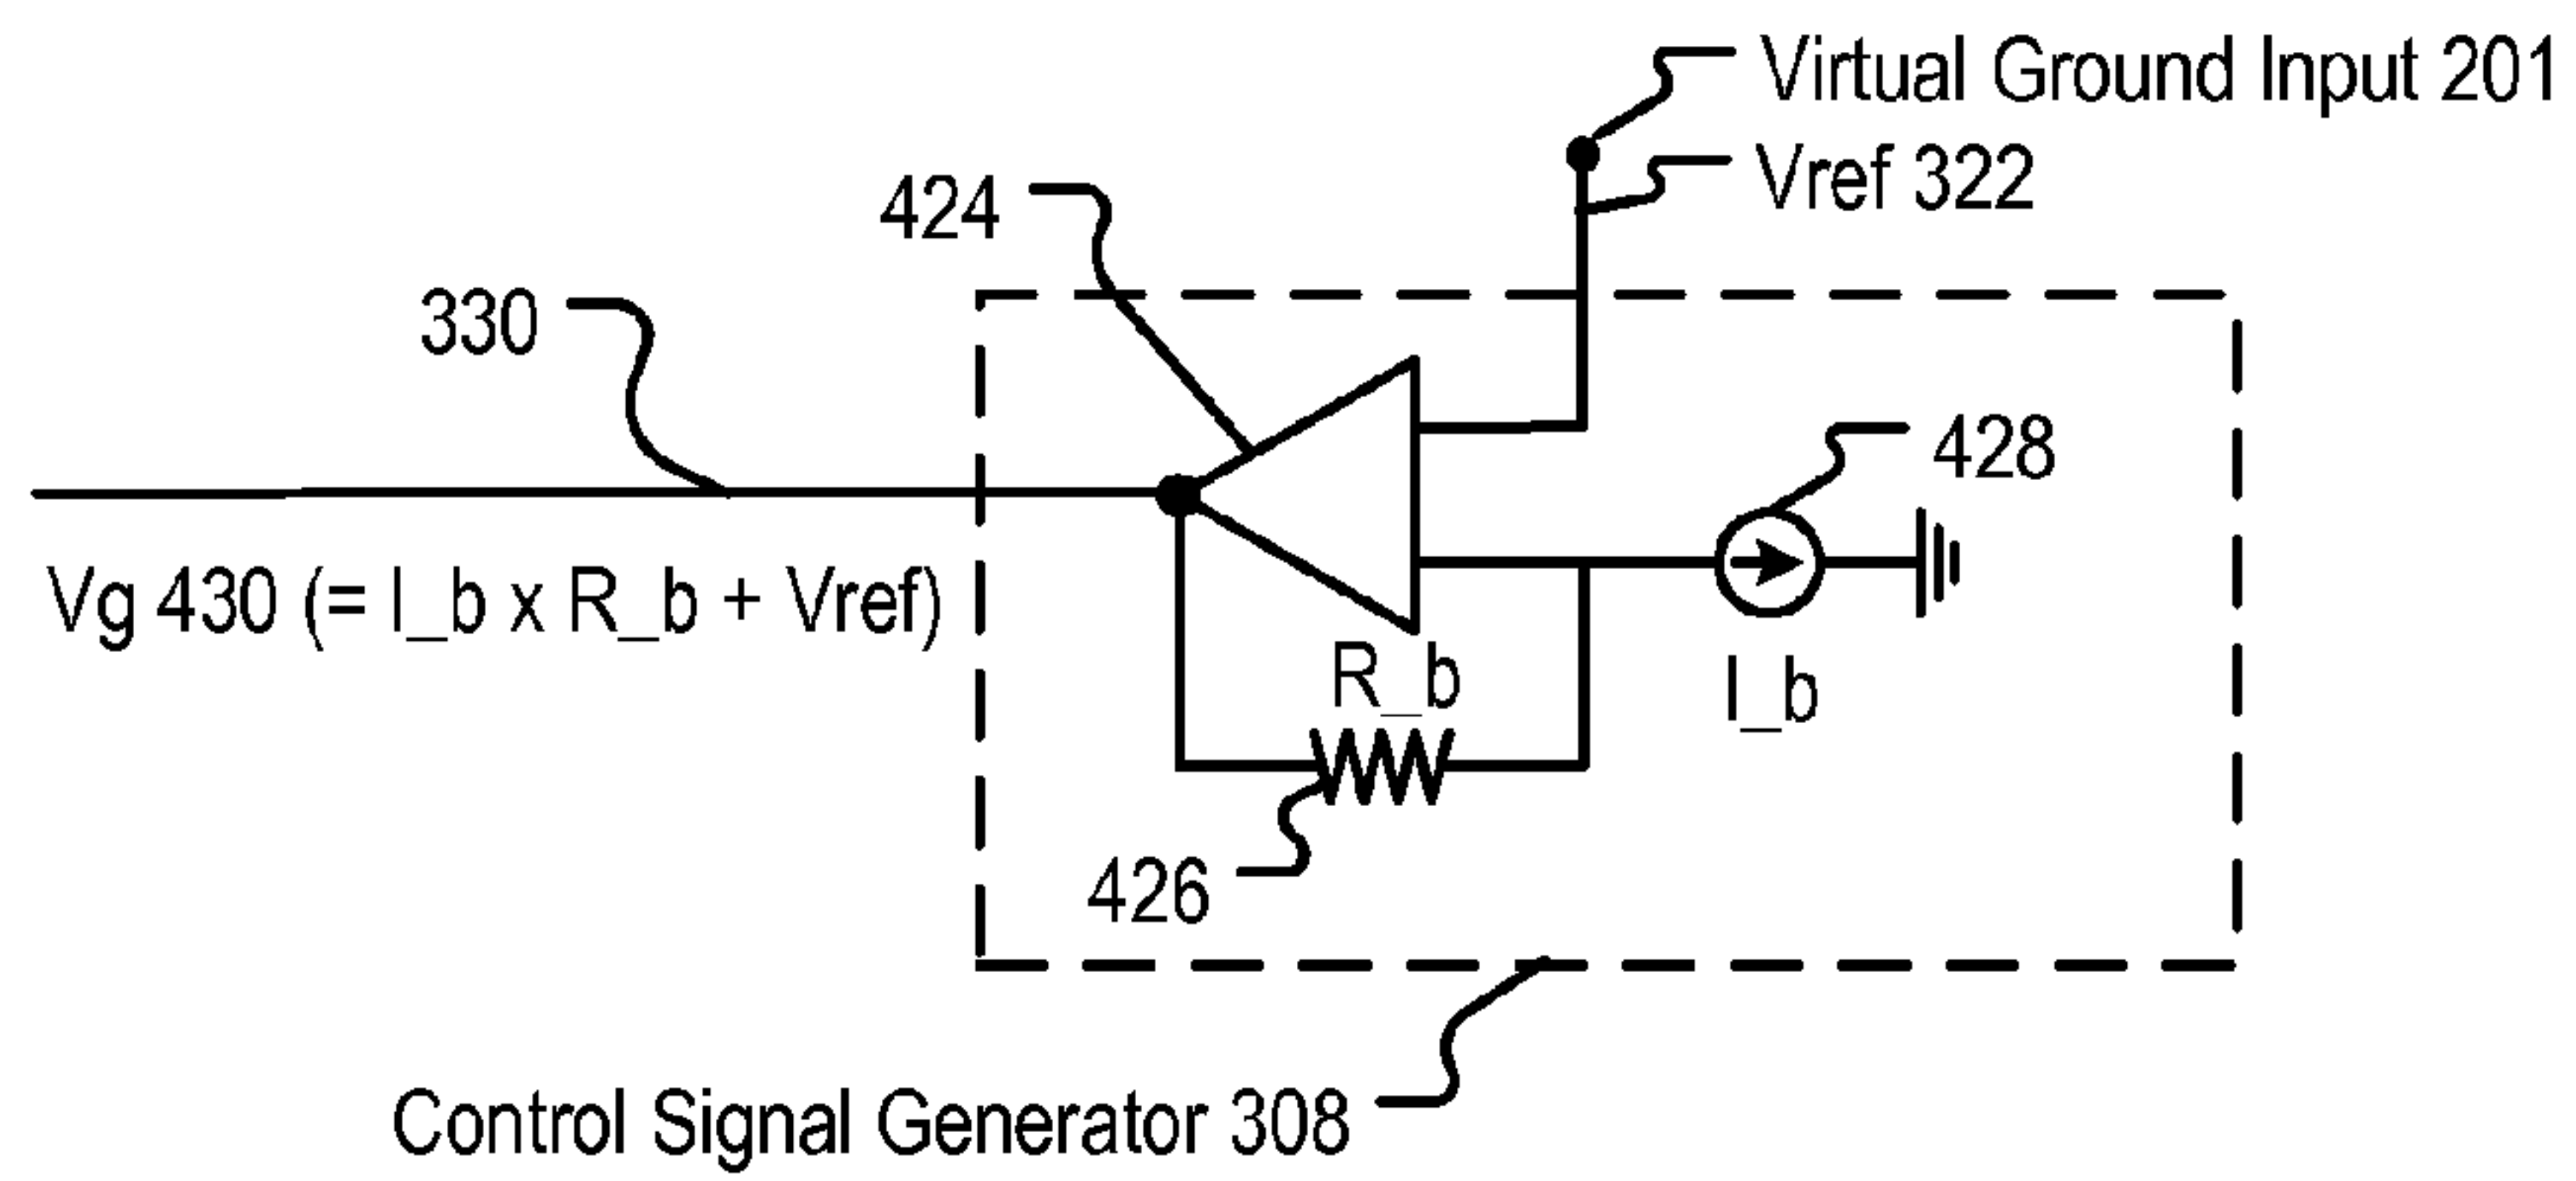 Virtual Ground Input 201
Vref 322
424
330
428
Vg 430 (= I_b x R_b + Vref)
R_b
I_b
426
Control Signal Generator 308